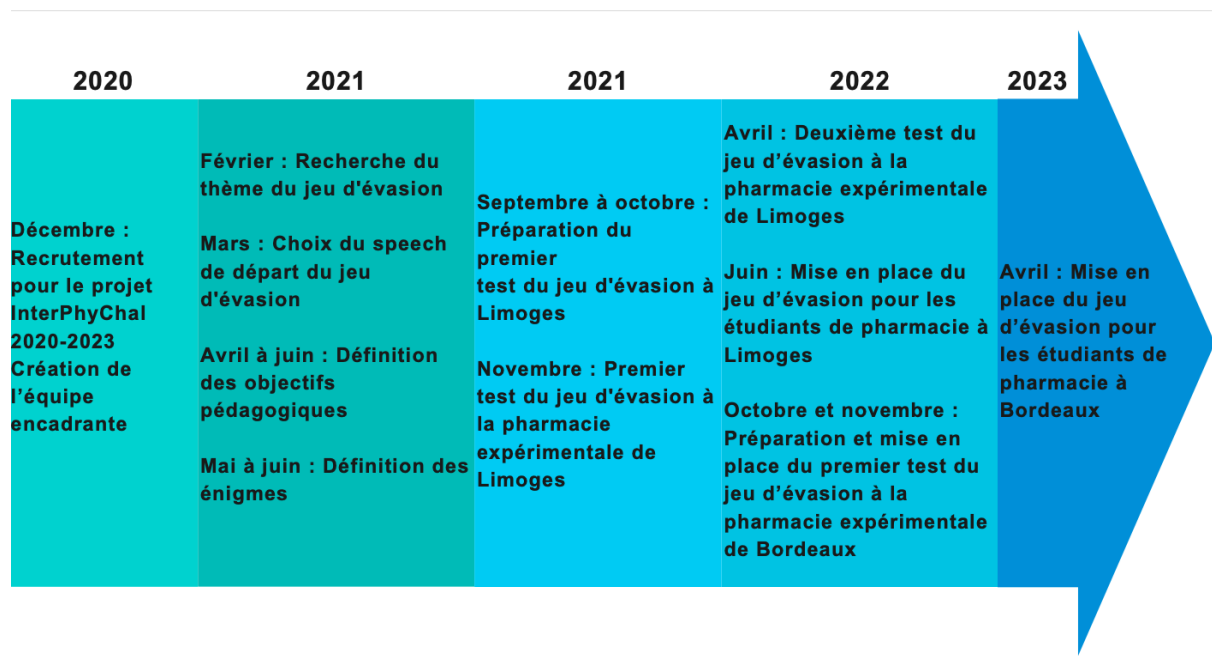 2020
Décembre :
Recrutement
pour le projet
InterPhyChal
2020-2023
Création de
l’équipe
encadrante
2021
Février : Recherche du
thème du jeu d'évasion
Mars : Choix du speech
de départ du jeu
d'évasion
Avril à juin : Définition
des objectifs
pédagogiques
Mai à juin : Définition des
énigmes
2021
Septembre à octobre :
Préparation du
premier
test du jeu d'évasion à
Limoges
Novembre : Premier
test du jeu d'évasion à
la pharmacie
expérimentale de
Limoges
2022
Avril : Deuxième test du
jeu d’évasion à la
pharmacie expérimentale
de Limoges
Juin : Mise en place du
jeu d’évasion pour les
étudiants de pharmacie à
Limoges
Octobre et novembre :
Préparation et mise en
place du premier test du
jeu d’évasion à la
pharmacie expérimentale
de Bordeaux
2023
Avril : Mise en
place du jeu
d’évasion pour
les étudiants de
pharmacie à
Bordeaux